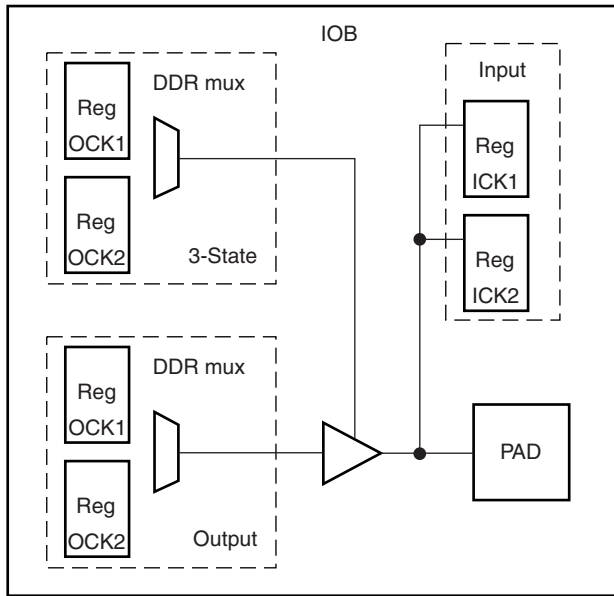 IOB
DDR mux
Reg
OCK1
Reg
OCK2
3-State
Input
Reg
ICK1
Reg
ICK2
DDR mux
Reg
OCK1
Reg
OCK2
Output
PAD